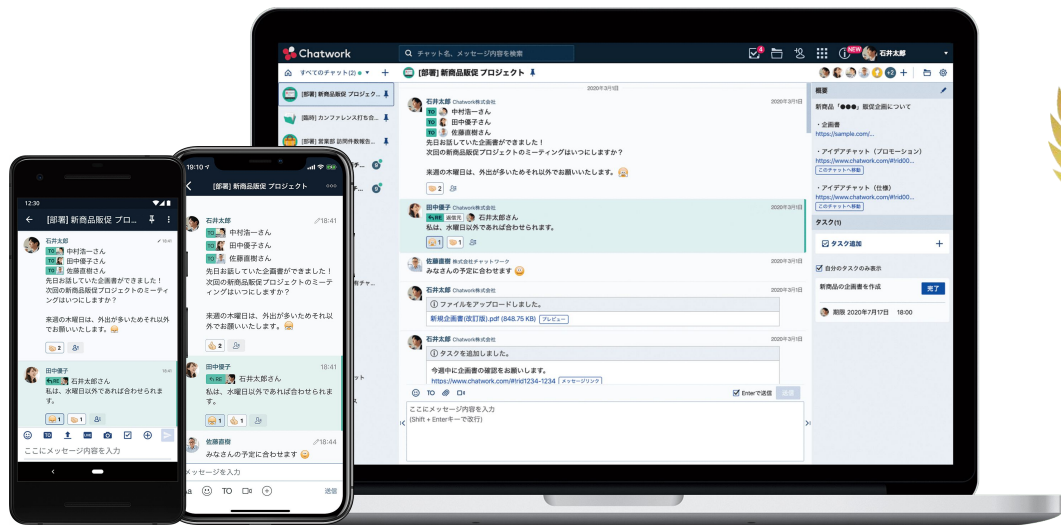 Chatwork
チャット名、メッセージ内容を検索
4
NEW
石井太郎
すべてのチャット(2)
[部署] 新商品販促 プロジェクト
+2
[部署] 新商品販促 プロジェク...
[臨時] カンファレンス打ち合...
[部署] 営業部 訪問件数報告...
2020年3月1日
石井太郎 Chatwork株式会社
2020年3月1日
TO 中村浩一さん
TO 田中優子さん
TO 佐藤直樹さん
先日お話していた企画書ができました！
次回の新商品販促プロジェクトのミーティングはいつにしますか？
来週の木曜日は、外出が多いためそれ以外でお願いいたします。
2
田中優子 Chatwork株式会社
2020年3月1日
RE 返信元 石井太郎さん
私は、水曜日以外であれば合わせられます。
1
1
佐藤直樹 株式会社チャットワーク
2020年3月1日
みなさんの予定に合わせます
石井太郎 Chatwork株式会社
2020年3月1日
ファイルをアップロードしました。
新規企画書(改訂版).pdf (848.75 KB) プレビュー
石井太郎 Chatwork株式会社
2020年3月1日
タスクを追加しました。
今週中に企画書の確認をお願いします。
https://www.chatwork.com/#!rid1234-1234 メッセージリンク
TO
Enterで送信
送信
ここにメッセージ内容を入力
(Shift + Enterキーで改行)
概要
新商品「●●●」販促企画について
・企画書
https://sample.com/...
・アイデアチャット（プロモーション）
https://www.chatwork.com/#!rid00...
このチャットへ移動
・アイデアチャット（仕様）
https://www.chatwork.com/#!rid00...
このチャットへ移動
タスク(1)
タスク追加
自分のタスクのみ表示
新商品の企画書を作成
完了
期限 2020年7月17日 18:00
12:30
[部署] 新商品販促 プロ...
石井太郎
18:41
TO 中村浩一さん
TO 田中優子さん
TO 佐藤直樹さん
先日お話していた企画書ができました！
次回の新商品販促プロジェクトのミーティ
ングはいつにしますか？
来週の木曜日は、外出が多いためそれ以外
でお願いいたします。
2
田中優子
RE 石井太郎さん
私は、水曜日以外であれば合わせられま
す。
1
1
TO
LIVE
ここにメッセージを入力
19:10
[部署] 新商品販促 プロジェクト
石井太郎
18:41
TO 中村浩一さん
TO 田中優子さん
TO 佐藤直樹さん
先日お話していた企画書ができました！
次回の新商品販促プロジェクトのミーテ
ィングはいつにしますか？
来週の木曜日は、外出が多いためそれ以
外でお願いいたします。
2
田中優子
18:41
RE 石井太郎さん
私は、水曜日以外であれば合わせられま
す。
1
1
佐藤直樹
18:44
みなさんの予定に合わせます
メッセージを入力
Aa
TO
送信